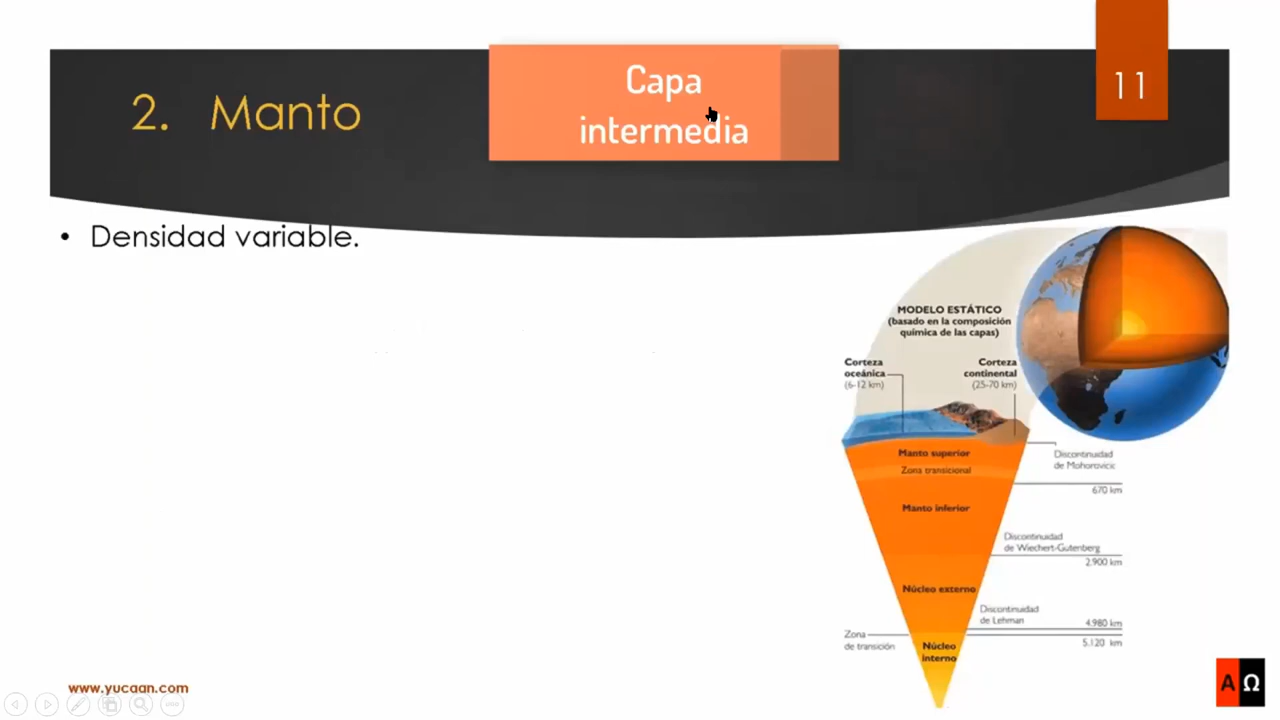 2. Manto
Capa
intermedia
11
• Densidad variable.
MODELO ESTÁTICO
(basado en la composición
química de las capas)
Corteza
oceánica
(6-12 km)
Corteza
continental
(25-70 km)
Manto superior
Zona transicional
Discontinuidad
de Mohorovicic
670 km
Manto inferior
Discontinuidad
de Wiechert-Gutenberg
2.900 km
Núcleo externo
Discontinuidad
de Lehman
4.980 km
Zona
de transición
5.120 km
Núcleo
interno
www.yucaan.com
AΩ